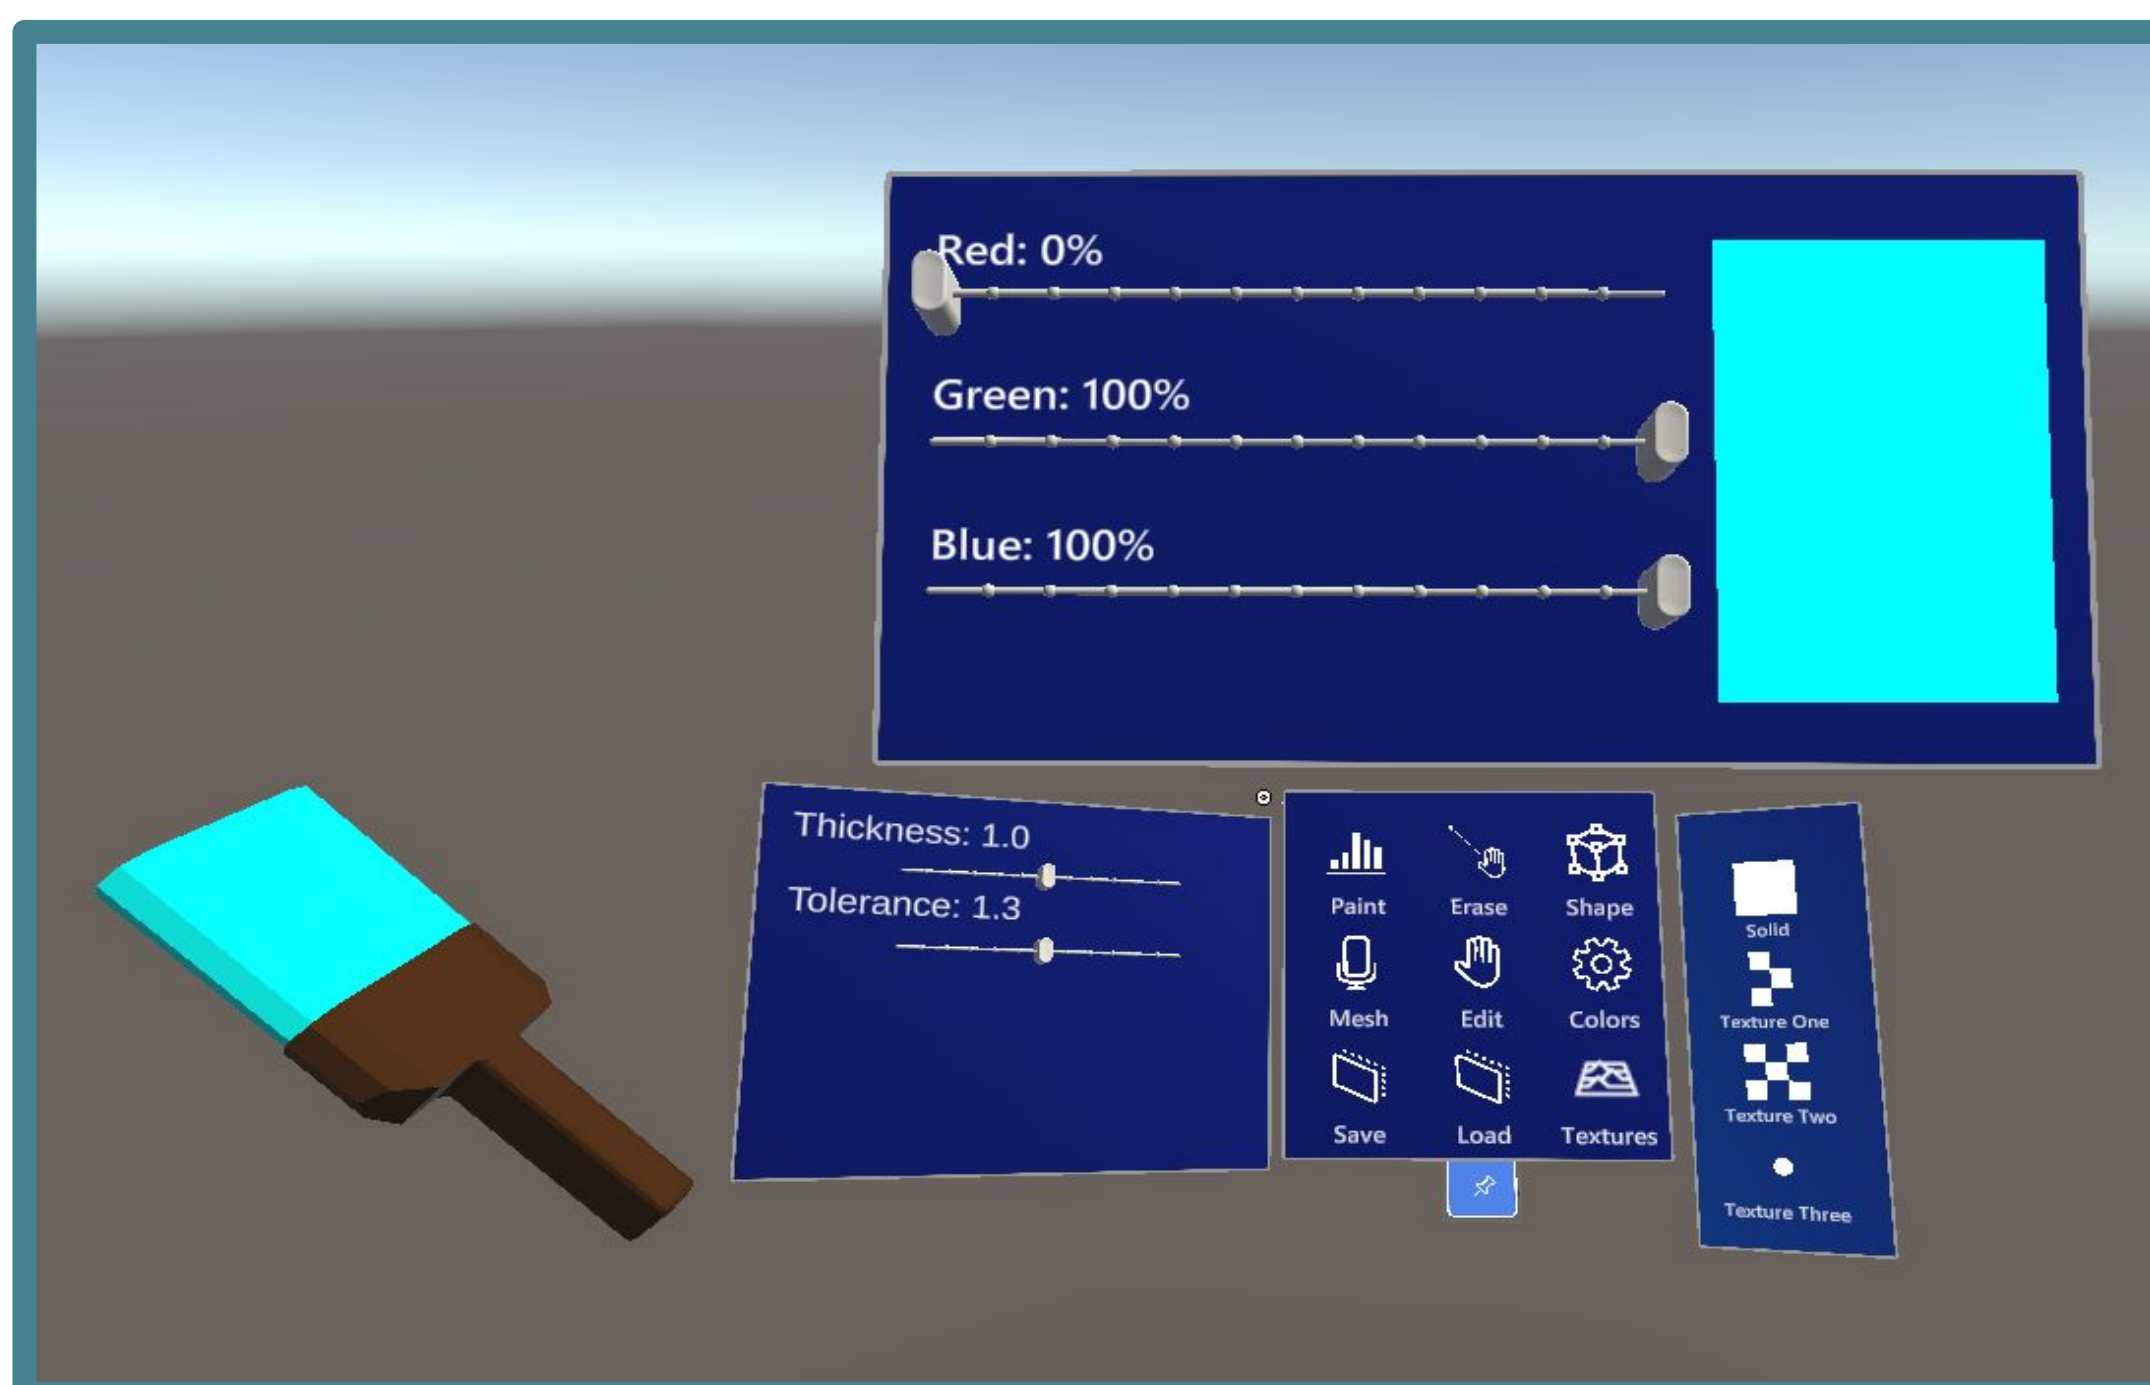 Red: 0%
Green: 100%
Blue: 100%
Thickness: 1.0
Tolerance: 1.3
Paint Erase Shape
Mesh Edit Colors
Save Load Textures
Solid
Texture One
Texture Two
Texture Three